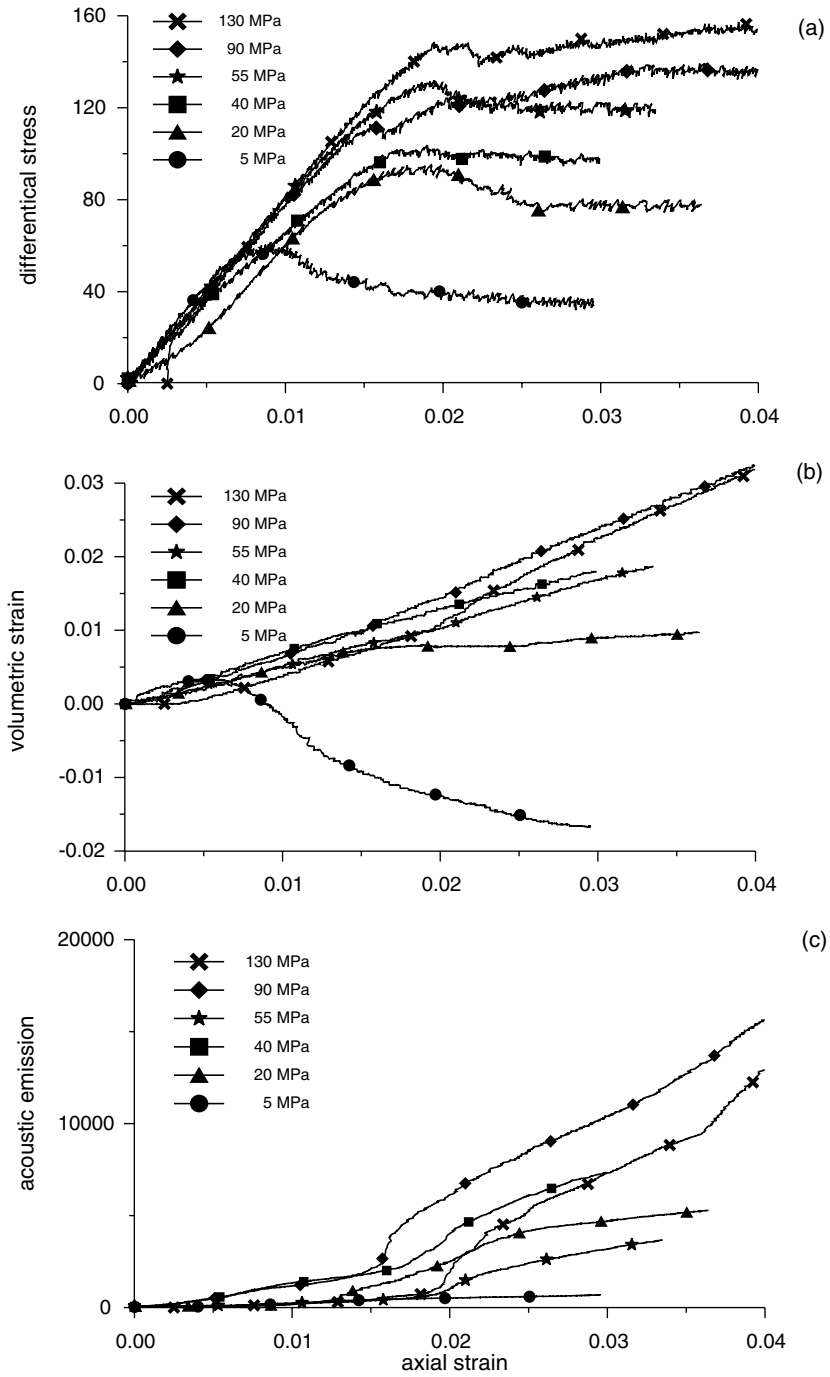 (a)
160
120
80
40
0
differentical stress
130 MPa
90 MPa
55 MPa
40 MPa
20 MPa
5 MPa
0.00 0.01 0.02 0.03 0.04
(b)
0.03
0.02
0.01
0.00
-0.01
-0.02
volumetric strain
130 MPa
90 MPa
55 MPa
40 MPa
20 MPa
5 MPa
0.00 0.01 0.02 0.03 0.04
(c)
20000
10000
0
acoustic emission
130 MPa
90 MPa
55 MPa
40 MPa
20 MPa
5 MPa
0.00 0.01 0.02 0.03 0.04
axial strain